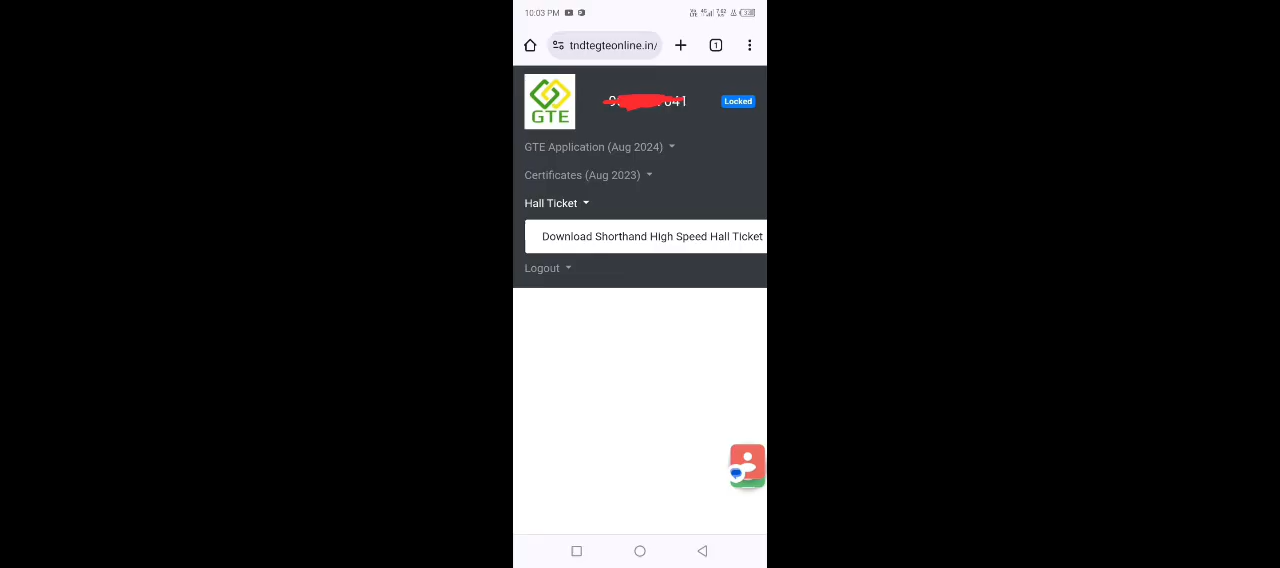 10:03 PM
tndtegteonline.in/
GTE
Locked
GTE Application (Aug 2024)
Certificates (Aug 2023)
Hall Ticket
Download Shorthand High Speed Hall Ticket
Logout